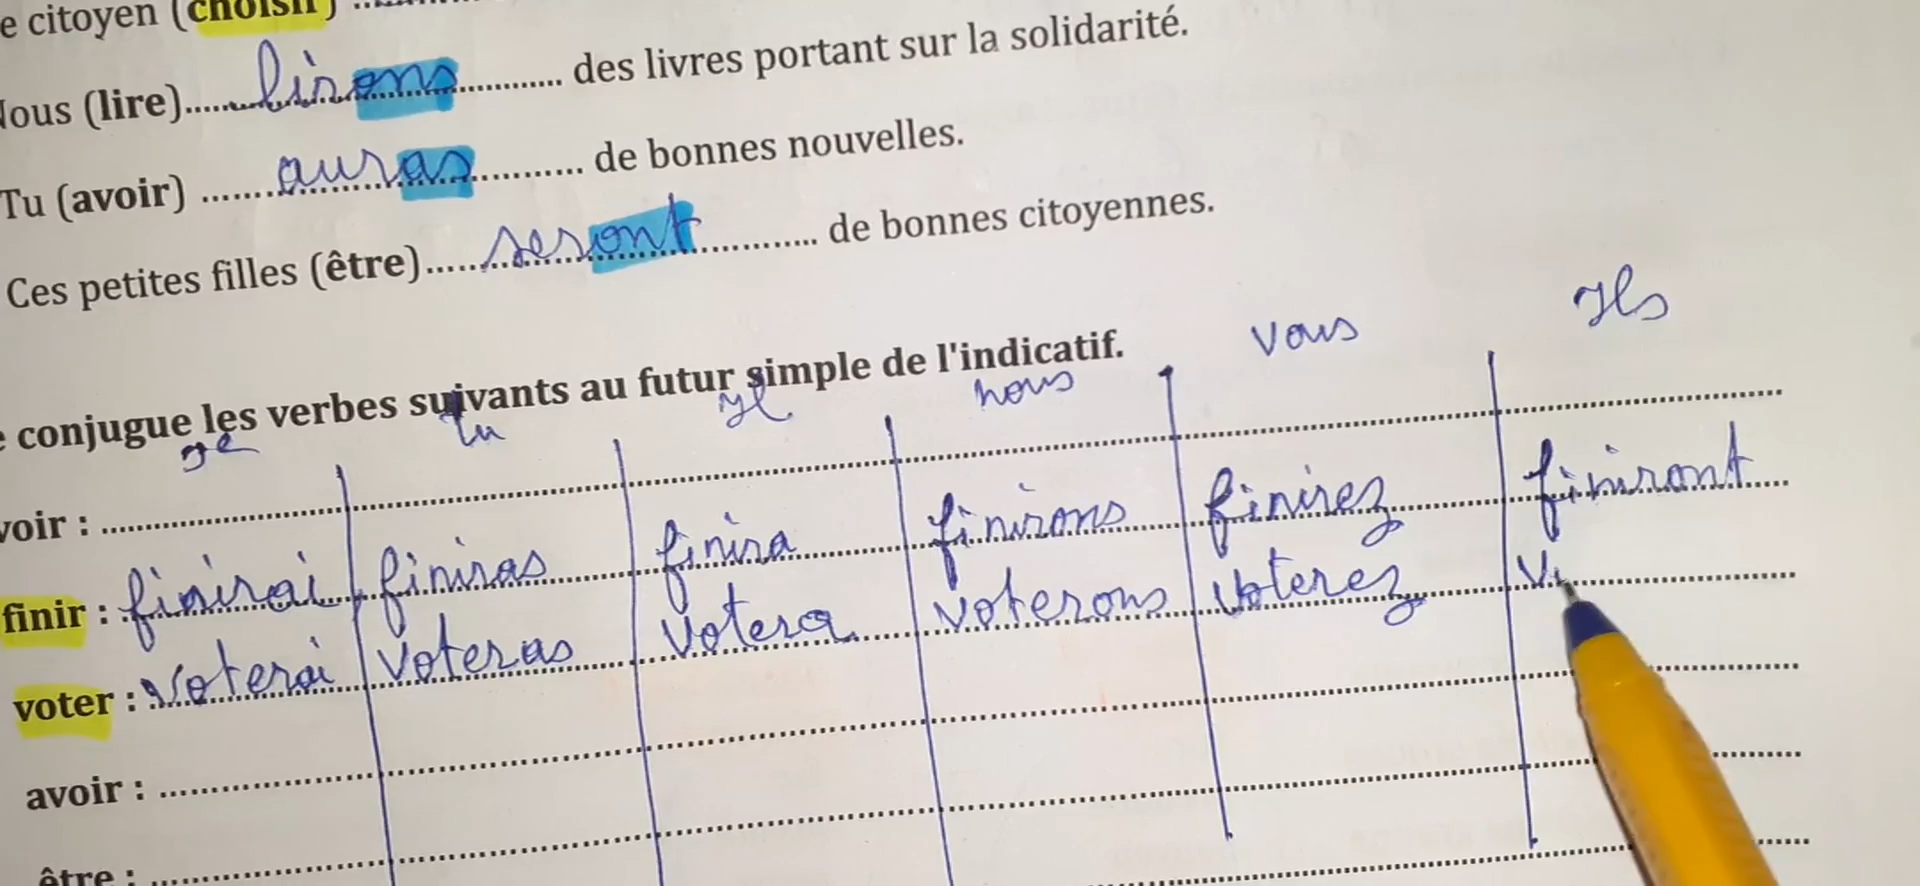 e citoyen (choisir)
Nous (lire)..... lirons ........... des livres portant sur la solidarité.
Tu (avoir) ...... auras ........... de bonnes nouvelles.
Ces petites filles (être)..... seront ........... de bonnes citoyennes.
conjugue les verbes suivants au futur simple de l'indicatif.
je tu Il nous vous Ils
voir :
finir : finirai finiras finira finirons finirez finiront
voter : voterai voteras votera voterons voterez
avoir :
être :